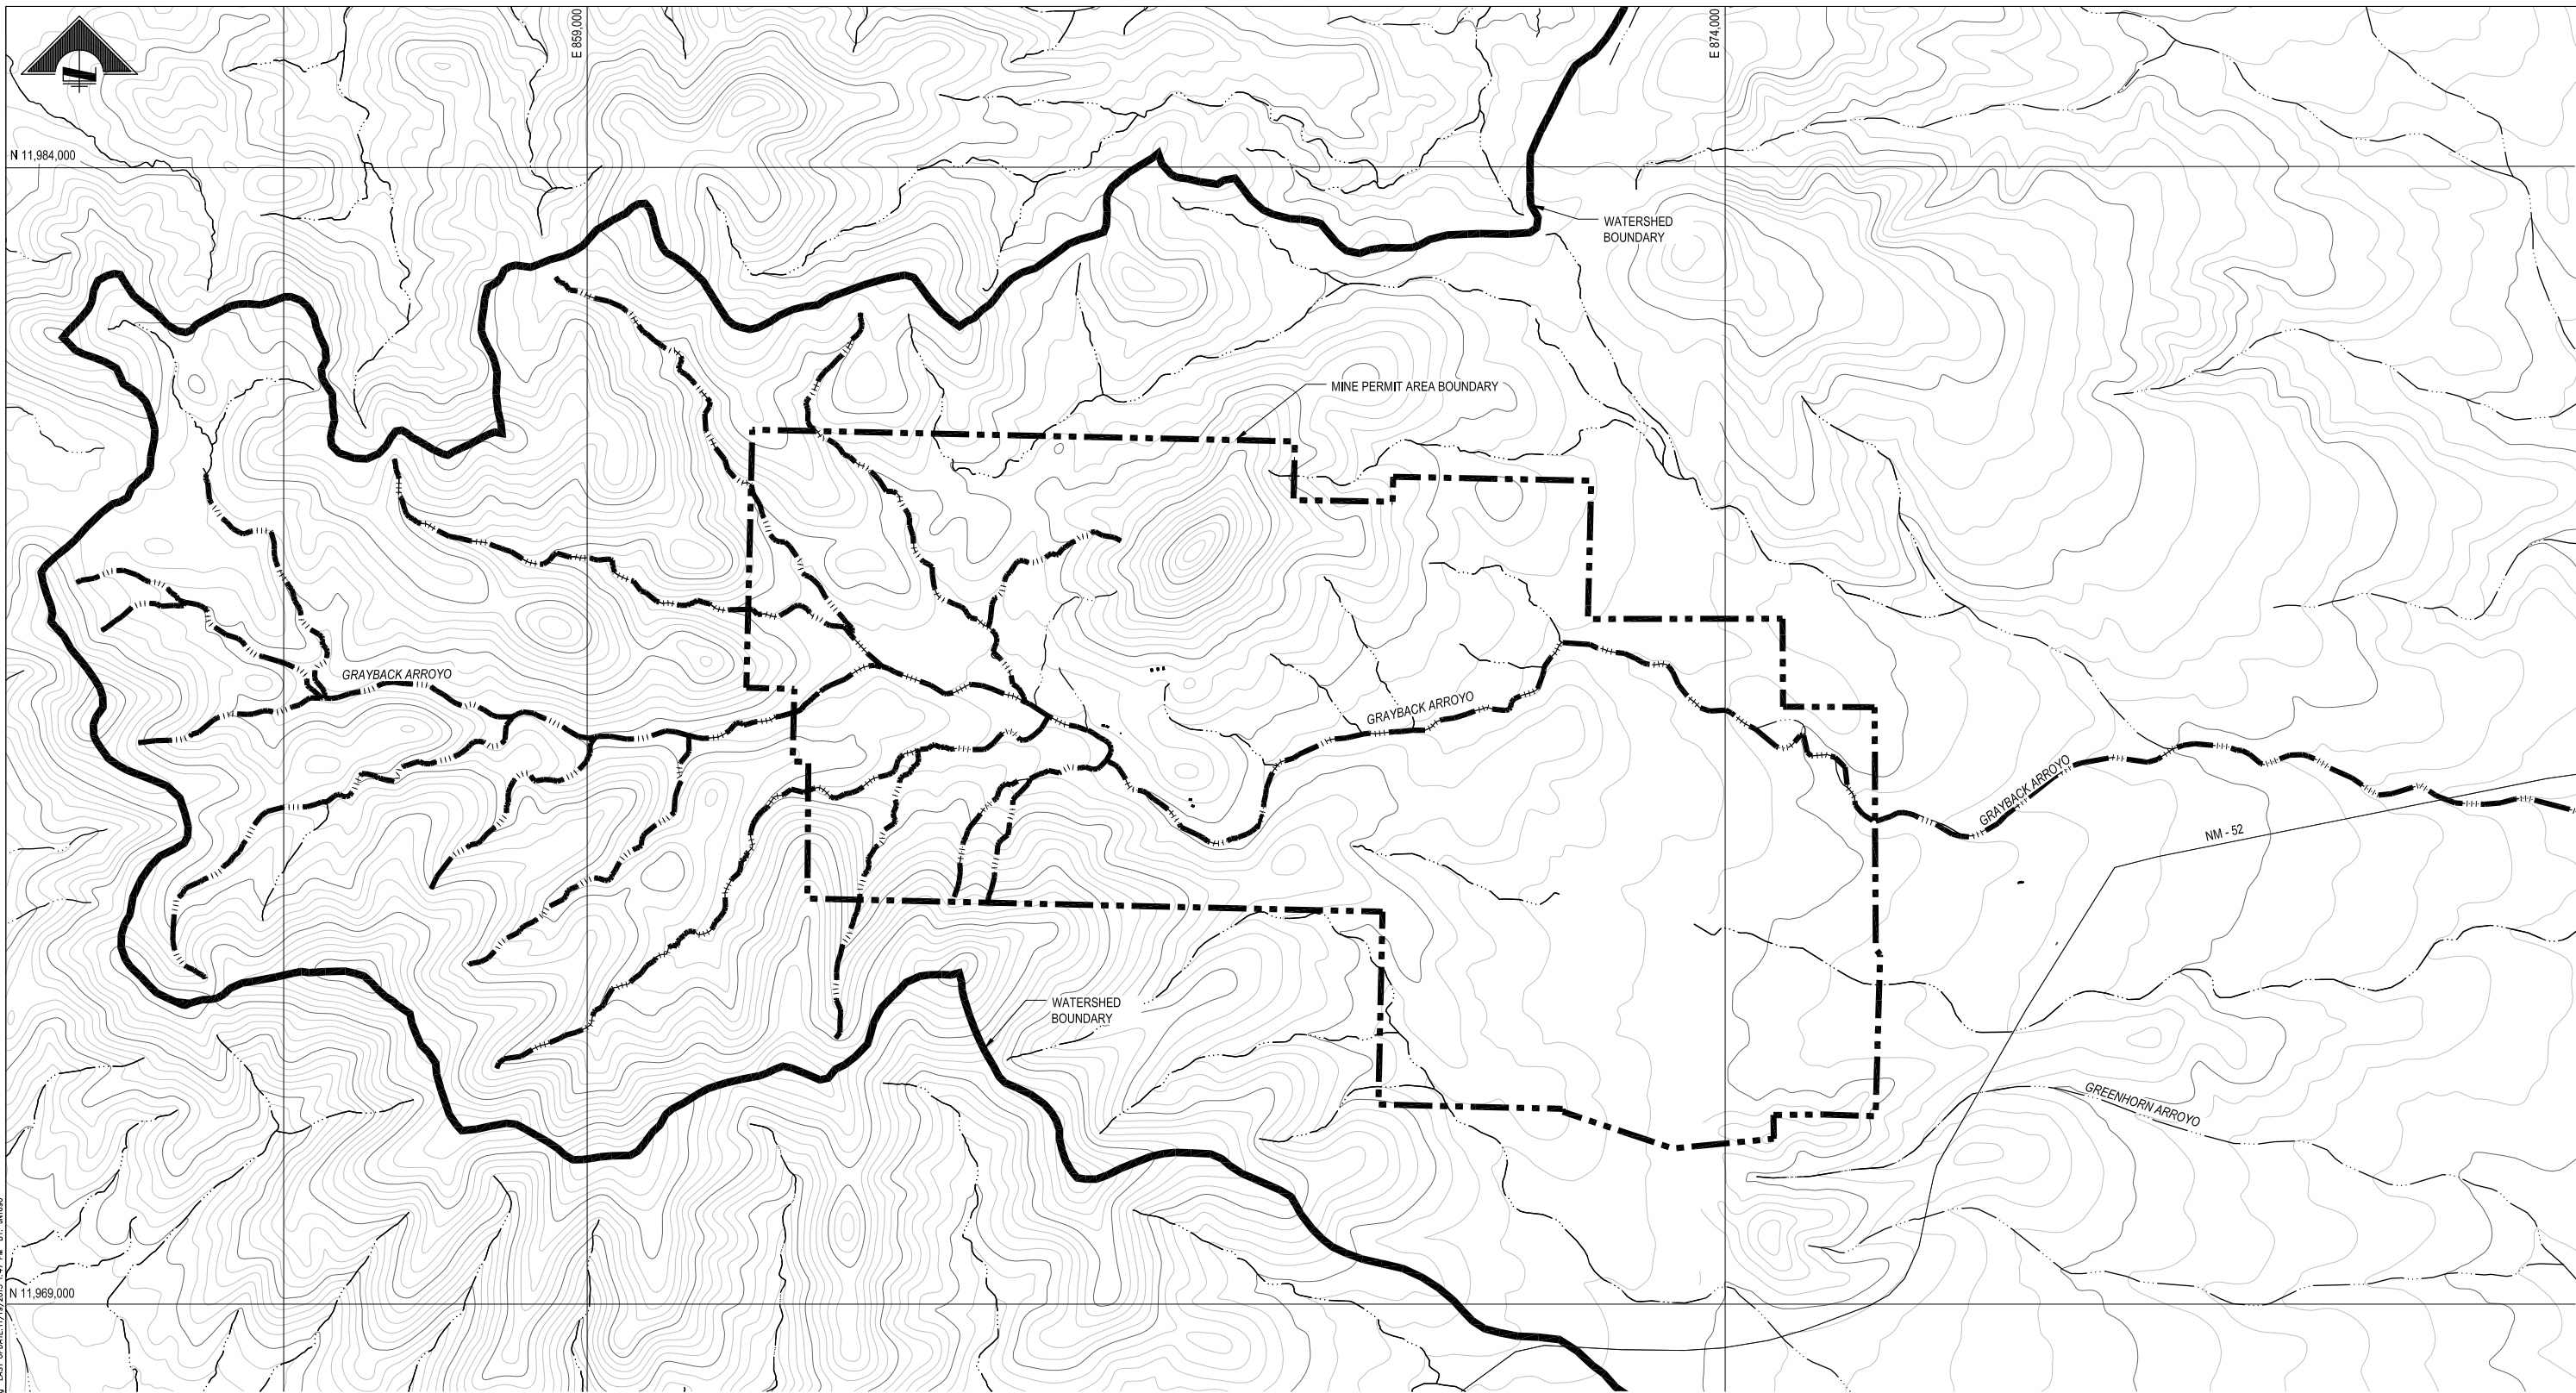 E 859,000
E 874,000
N 11,984,000
WATERSHED
BOUNDARY
MINE PERMIT AREA BOUNDARY
GRAYBACK ARROYO
GRAYBACK ARROYO
GRAYBACK ARROYO
NM - 52
WATERSHED
BOUNDARY
GREENHORN ARROYO
N 11,969,000